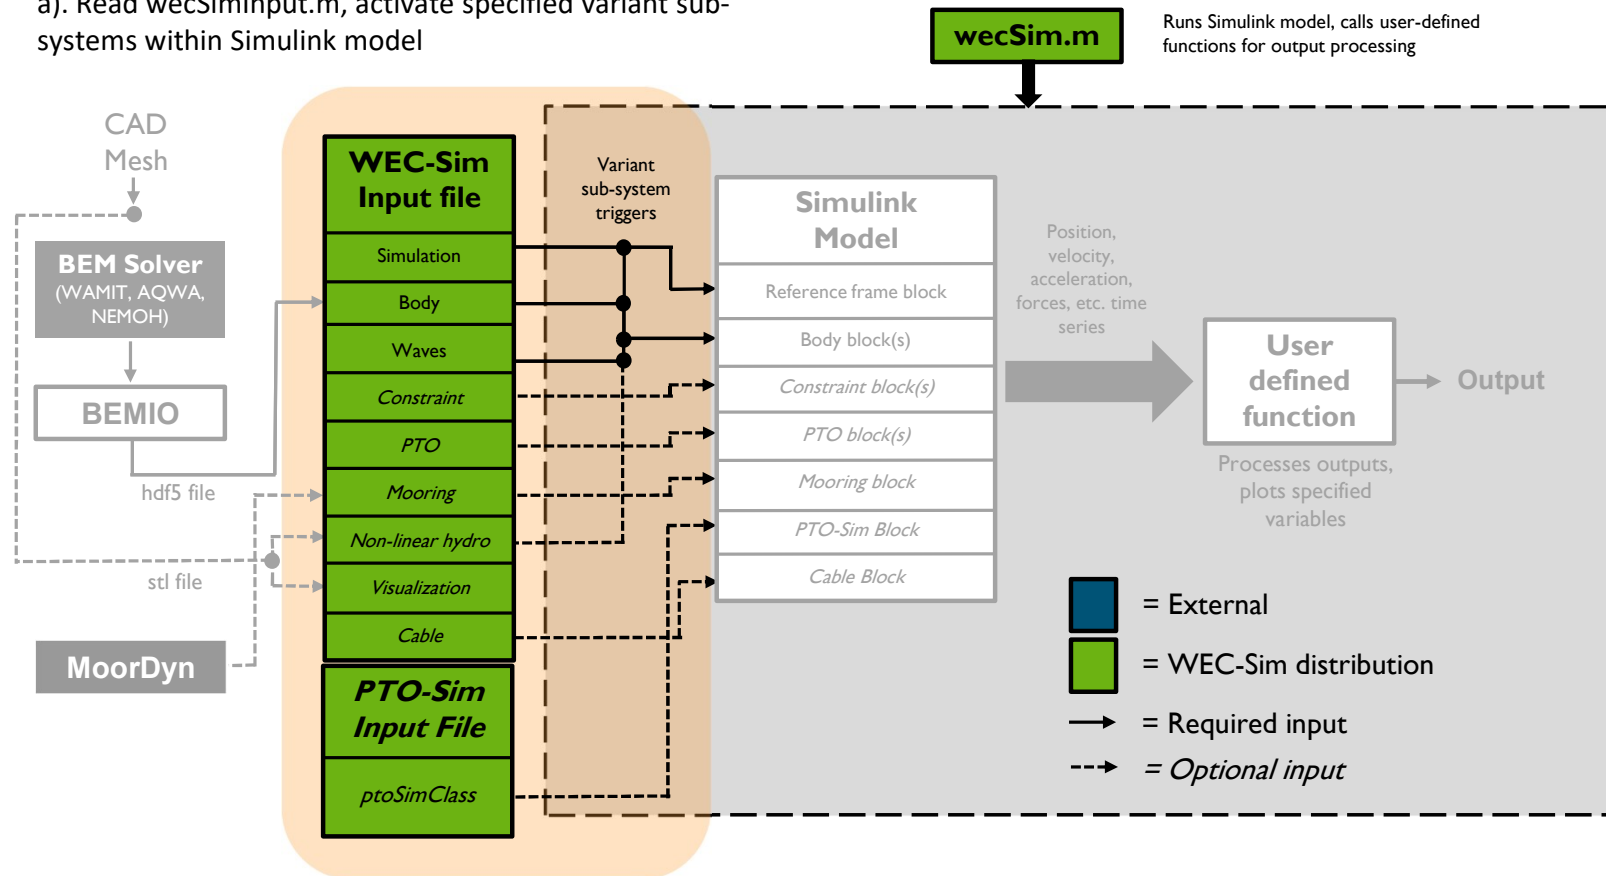 a). Read wecSimInput.m, activate specified variant sub-
systems within Simulink model
wecSim.m
Runs Simulink model, calls user-defined
functions for output processing
CAD
Mesh
BEM Solver
(WAMIT, AQWA,
NEMOH)
BEMIO
hdf5 file
stl file
MoorDyn
WEC-Sim
Input file
Simulation
Body
Waves
Constraint
PTO
Mooring
Non-linear hydro
Visualization
Cable
PTO-Sim
Input File
ptoSimClass
Variant
sub-system
triggers
Simulink
Model
Reference frame block
Body block(s)
Constraint block(s)
PTO block(s)
Mooring block
PTO-Sim Block
Cable Block
Position,
velocity,
acceleration,
forces, etc. time
series
User
defined
function
Output
Processes outputs,
plots specified
variables
= External
= WEC-Sim distribution
= Required input
= Optional input